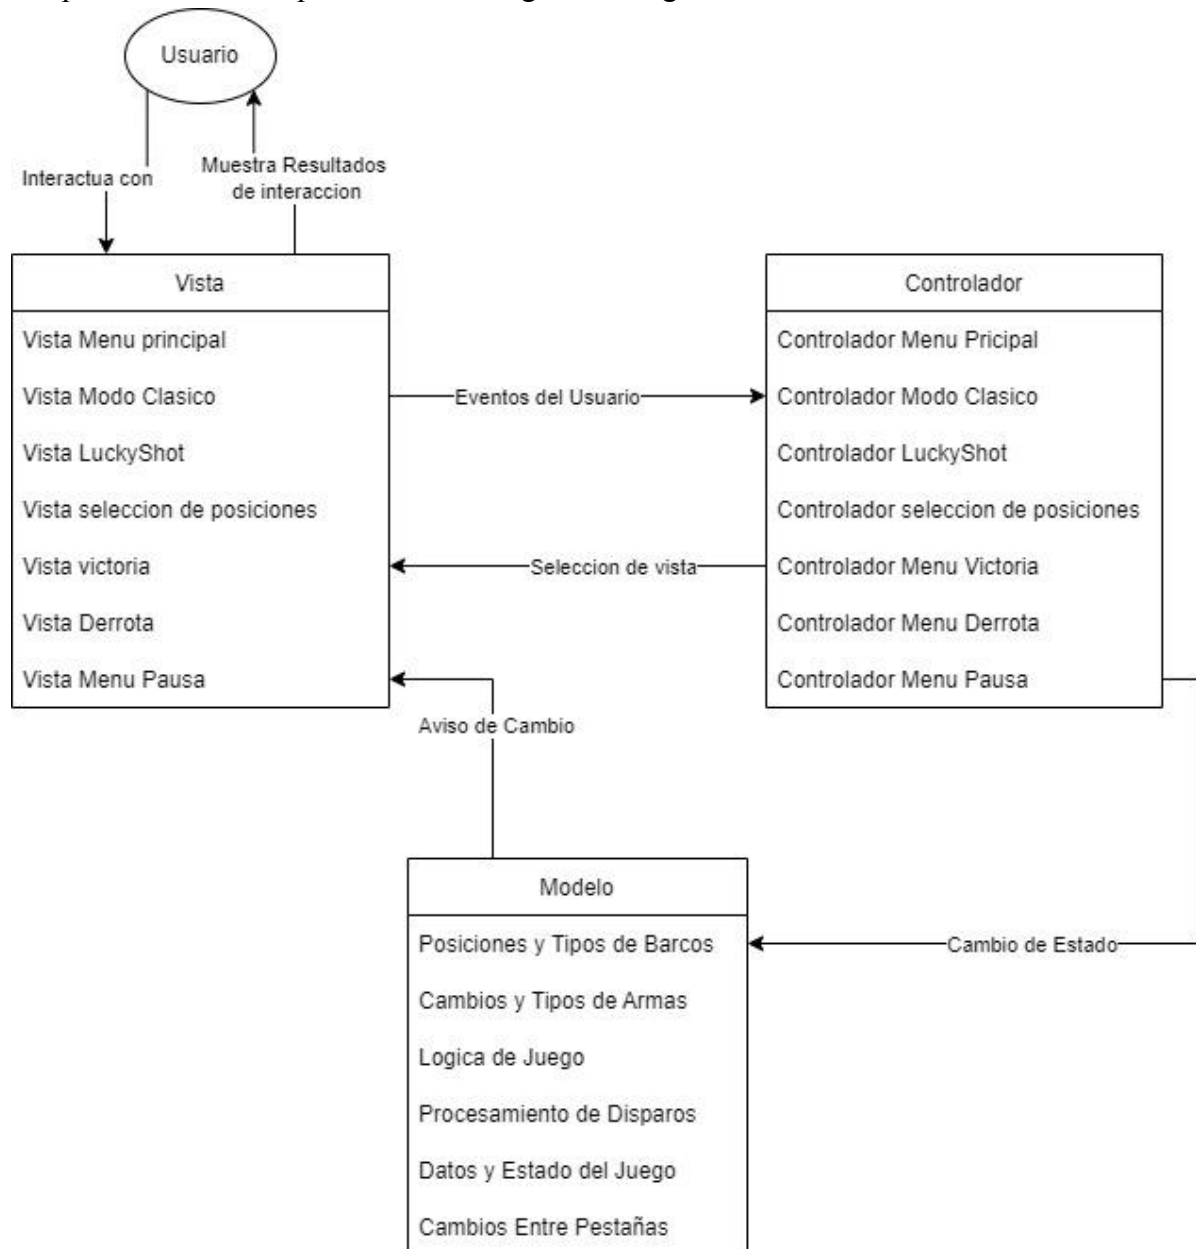 Usuario
Interactua con
Muestra Resultados
de interaccion
Vista
Vista Menu principal
Vista Modo Clasico
Vista LuckyShot
Vista seleccion de posiciones
Vista victoria
Vista Derrota
Vista Menu Pausa
Eventos del Usuario
Seleccion de vista
Aviso de Cambio
Controlador
Controlador Menu Pricipal
Controlador Modo Clasico
Controlador LuckyShot
Controlador seleccion de posiciones
Controlador Menu Victoria
Controlador Menu Derrota
Controlador Menu Pausa
Cambio de Estado
Modelo
Posiciones y Tipos de Barcos
Cambios y Tipos de Armas
Logica de Juego
Procesamiento de Disparos
Datos y Estado del Juego
Cambios Entre Pestañas